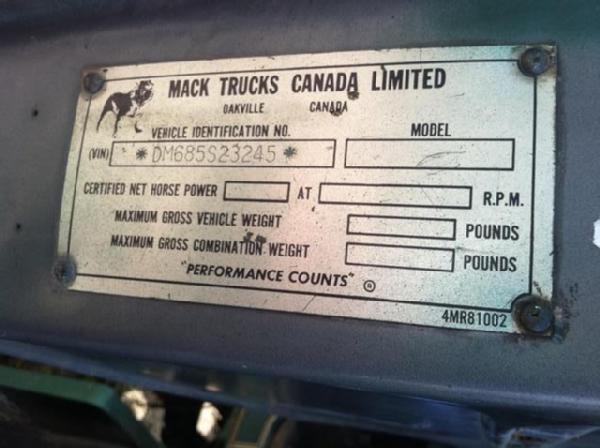 MACK TRUCKS CANADA LIMITED
OAKVILLE CANADA
VEHICLE IDENTIFICATION NO. MODEL
(VIN) * DM685S23245 *
CERTIFIED NET HORSE POWER AT R.P.M.
MAXIMUM GROSS VEHICLE WEIGHT POUNDS
MAXIMUM GROSS COMBINATION WEIGHT POUNDS
"PERFORMANCE COUNTS" ®
4MR81002